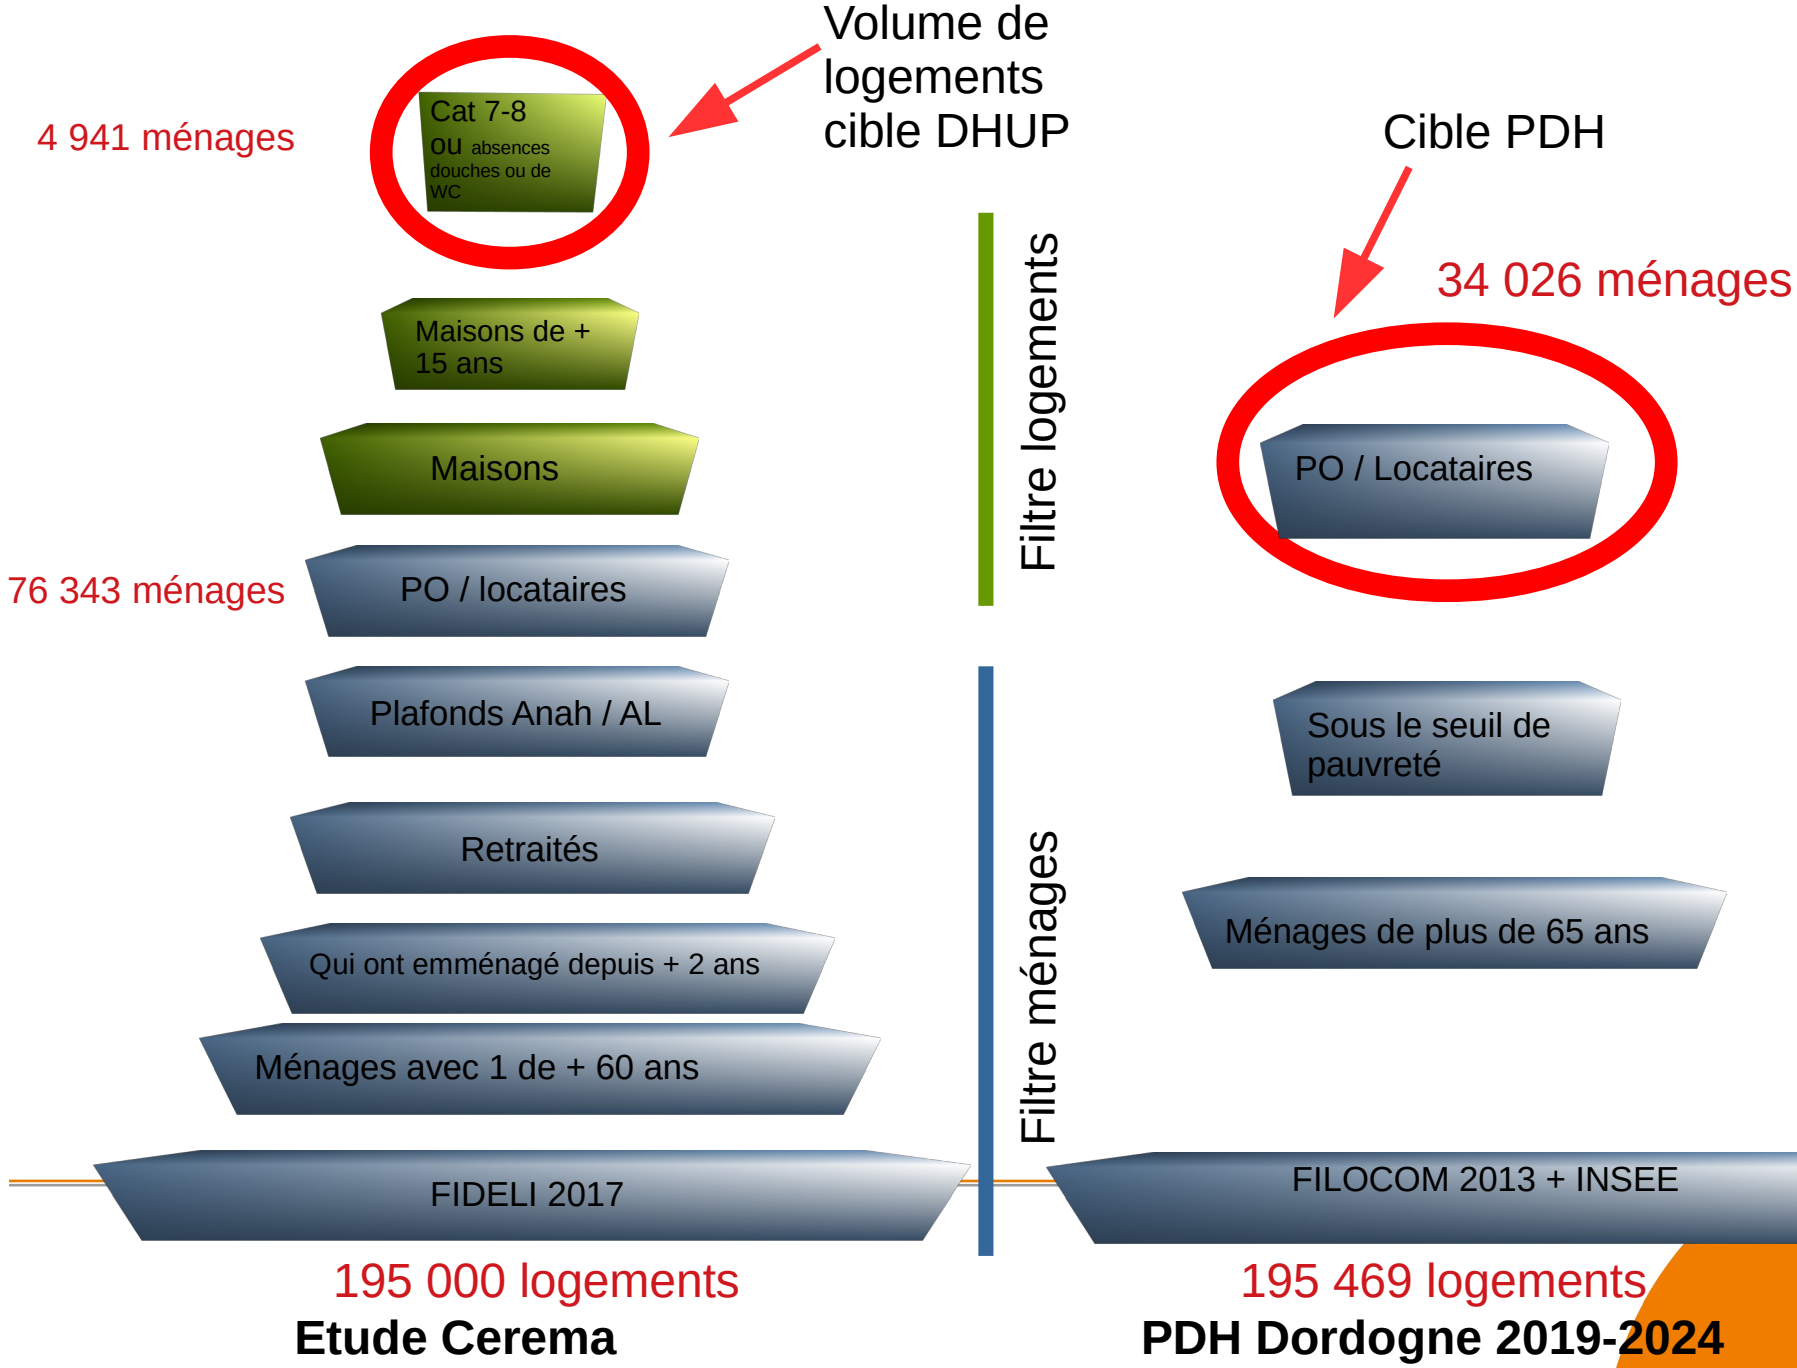 Volume de
logements
cible DHUP
Cat 7-8
ou absences
douches ou de
WC
4 941 ménages
Cible PDH
34 026 ménages
Maisons de +
15 ans
Filtre logements
Maisons
PO / Locataires
76 343 ménages
PO / locataires
Plafonds Anah / AL
Sous le seuil de
pauvreté
Retraités
Filtre ménages
Ménages de plus de 65 ans
Qui ont emménagé depuis + 2 ans
Ménages avec 1 de + 60 ans
FIDELI 2017
FILOCOM 2013 + INSEE
195 000 logements
195 469 logements
Etude Cerema
PDH Dordogne 2019-2024